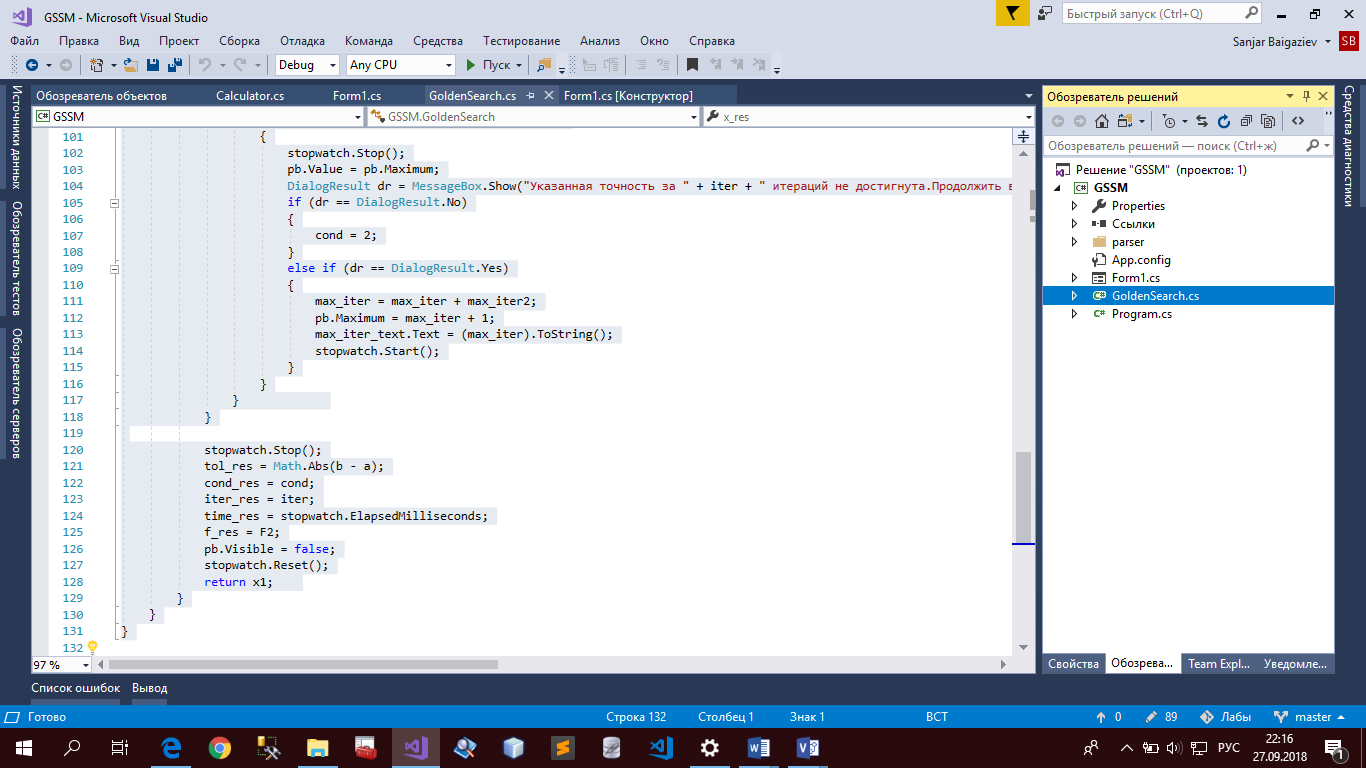 GSSM - Microsoft Visual Studio
Быстрый запуск (Ctrl+Q)
Файл Правка Вид Проект Сборка Отладка Команда Средства Тестирование Анализ Окно Справка
Sanjar Baigaziev SB
Debug Any CPU Пуск
Источники данных
Обозреватель тестов
Обозреватель серверов
Обозреватель объектов Calculator.cs Form1.cs GoldenSearch.cs Form1.cs [Конструктор]
GSSM GSSM.GoldenSearch x_res
101 {
102 stopwatch.Stop();
103 pb.Value = pb.Maximum;
104 DialogResult dr = MessageBox.Show("Указанная точность за " + iter + " итераций не достигнута.Продолжить в
105 if (dr == DialogResult.No)
106 {
107 cond = 2;
108 }
109 else if (dr == DialogResult.Yes)
110 {
111 max_iter = max_iter + max_iter2;
112 pb.Maximum = max_iter + 1;
113 max_iter_text.Text = (max_iter).ToString();
114 stopwatch.Start();
115 }
116 }
117 }
118 }
119
120 stopwatch.Stop();
121 tol_res = Math.Abs(b - a);
122 cond_res = cond;
123 iter_res = iter;
124 time_res = stopwatch.ElapsedMilliseconds;
125 f_res = F2;
126 pb.Visible = false;
127 stopwatch.Reset();
128 return x1;
129 }
130 }
131 }
132
97 %
Обозреватель решений
Обозреватель решений — поиск (Ctrl+ж)
Решение "GSSM" (проектов: 1)
GSSM
Properties
Ссылки
parser
App.config
Form1.cs
GoldenSearch.cs
Program.cs
Свойства Обозрева... Team Expl... Уведомле...
Средства диагностики
Список ошибок Вывод
Готово Строка 132 Столбец 1 Знак 1 ВСТ 0 89 Лабы master
РУС 22:16
27.09.2018 1